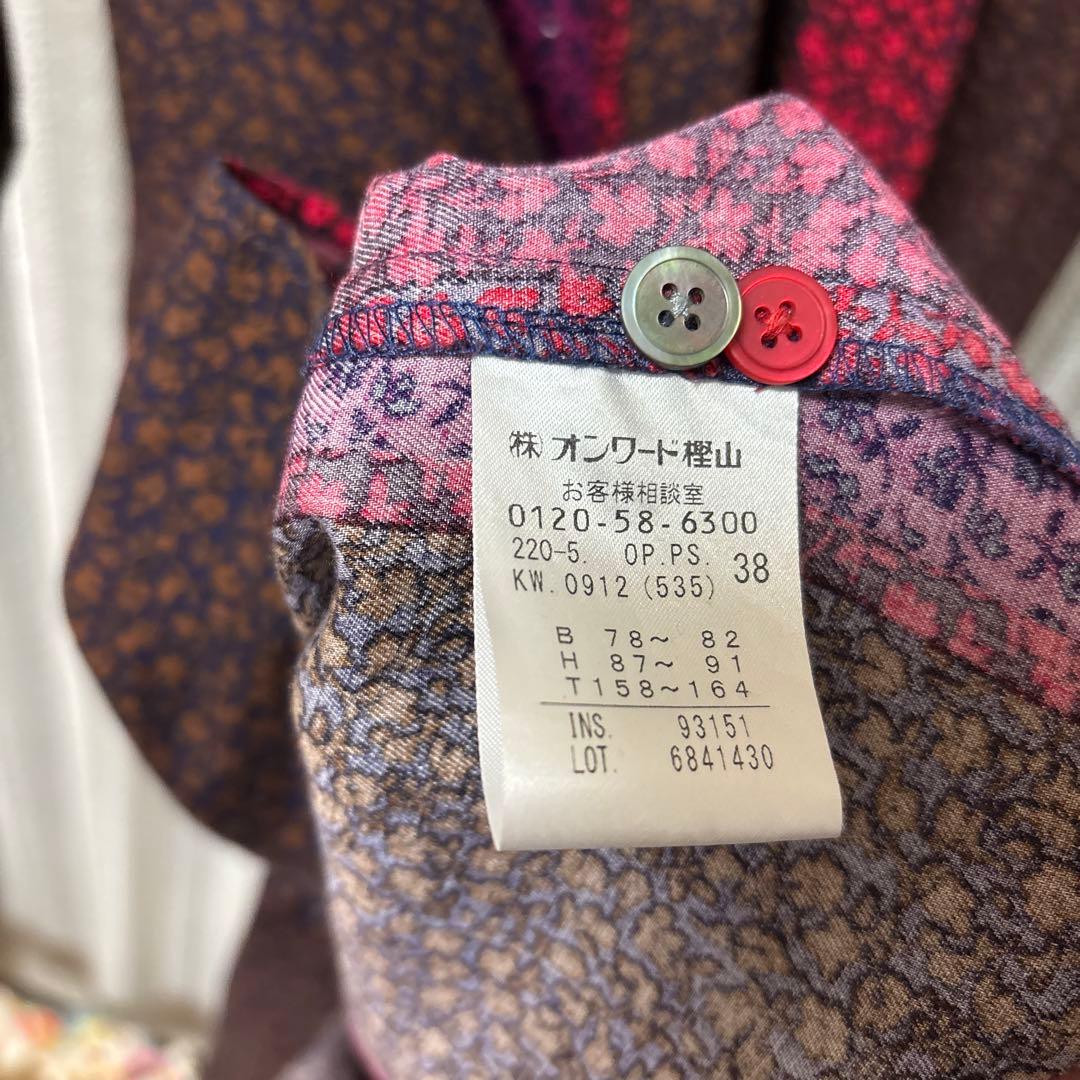 ㈱オンワード樫山
お客様相談室
0120-58-6300
220-5. OP.PS. 38
KW.0912(535)
B 78~ 82
H 87~ 91
T158~164
INS. 93151
LOT. 6841430